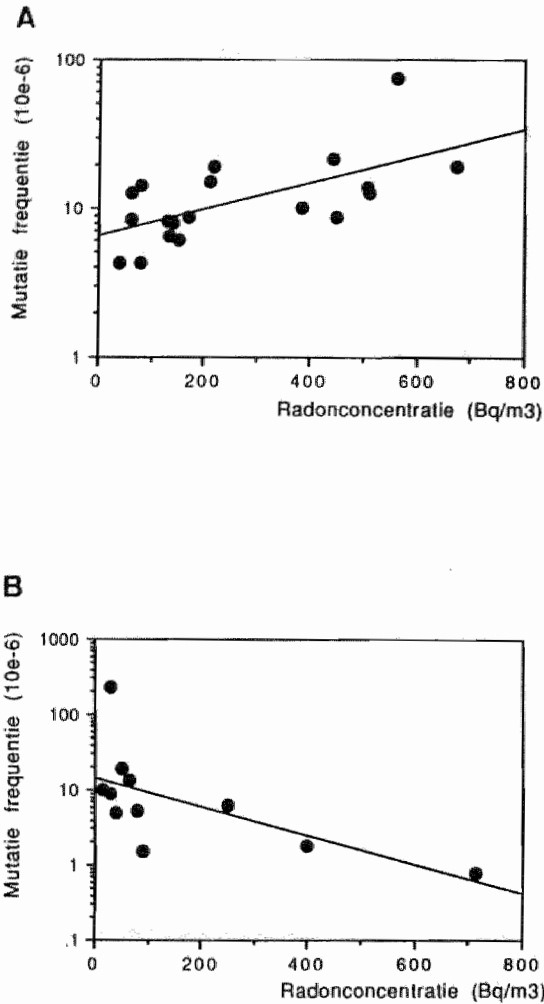 A
Mutatie frequentie (10e-6)
100
10
1
0 200 400 600 800
Radonconcentratie (Bq/m3)
B
Mutatie frequentie (10e-6)
1000
100
10
1
.1
0 200 400 600 800
Radonconcentratie (Bq/m3)